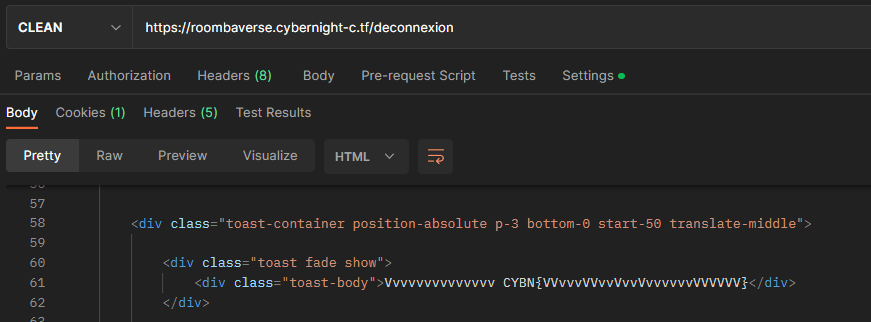 CLEAN https://roombaverse.cybernight-c.tf/deconnexion
Params Authorization Headers (8) Body Pre-request Script Tests Settings
Body Cookies (1) Headers (5) Test Results
Pretty Raw Preview Visualize HTML
57
58 <div class="toast-container position-absolute p-3 bottom-0 start-50 translate-middle">
59
60 <div class="toast fade show">
61 <div class="toast-body">Vvvvvvvvvvvvvv CYBN{VVvvvVVvvVvvVvvvvvvVVVVVV}</div>
62 </div>